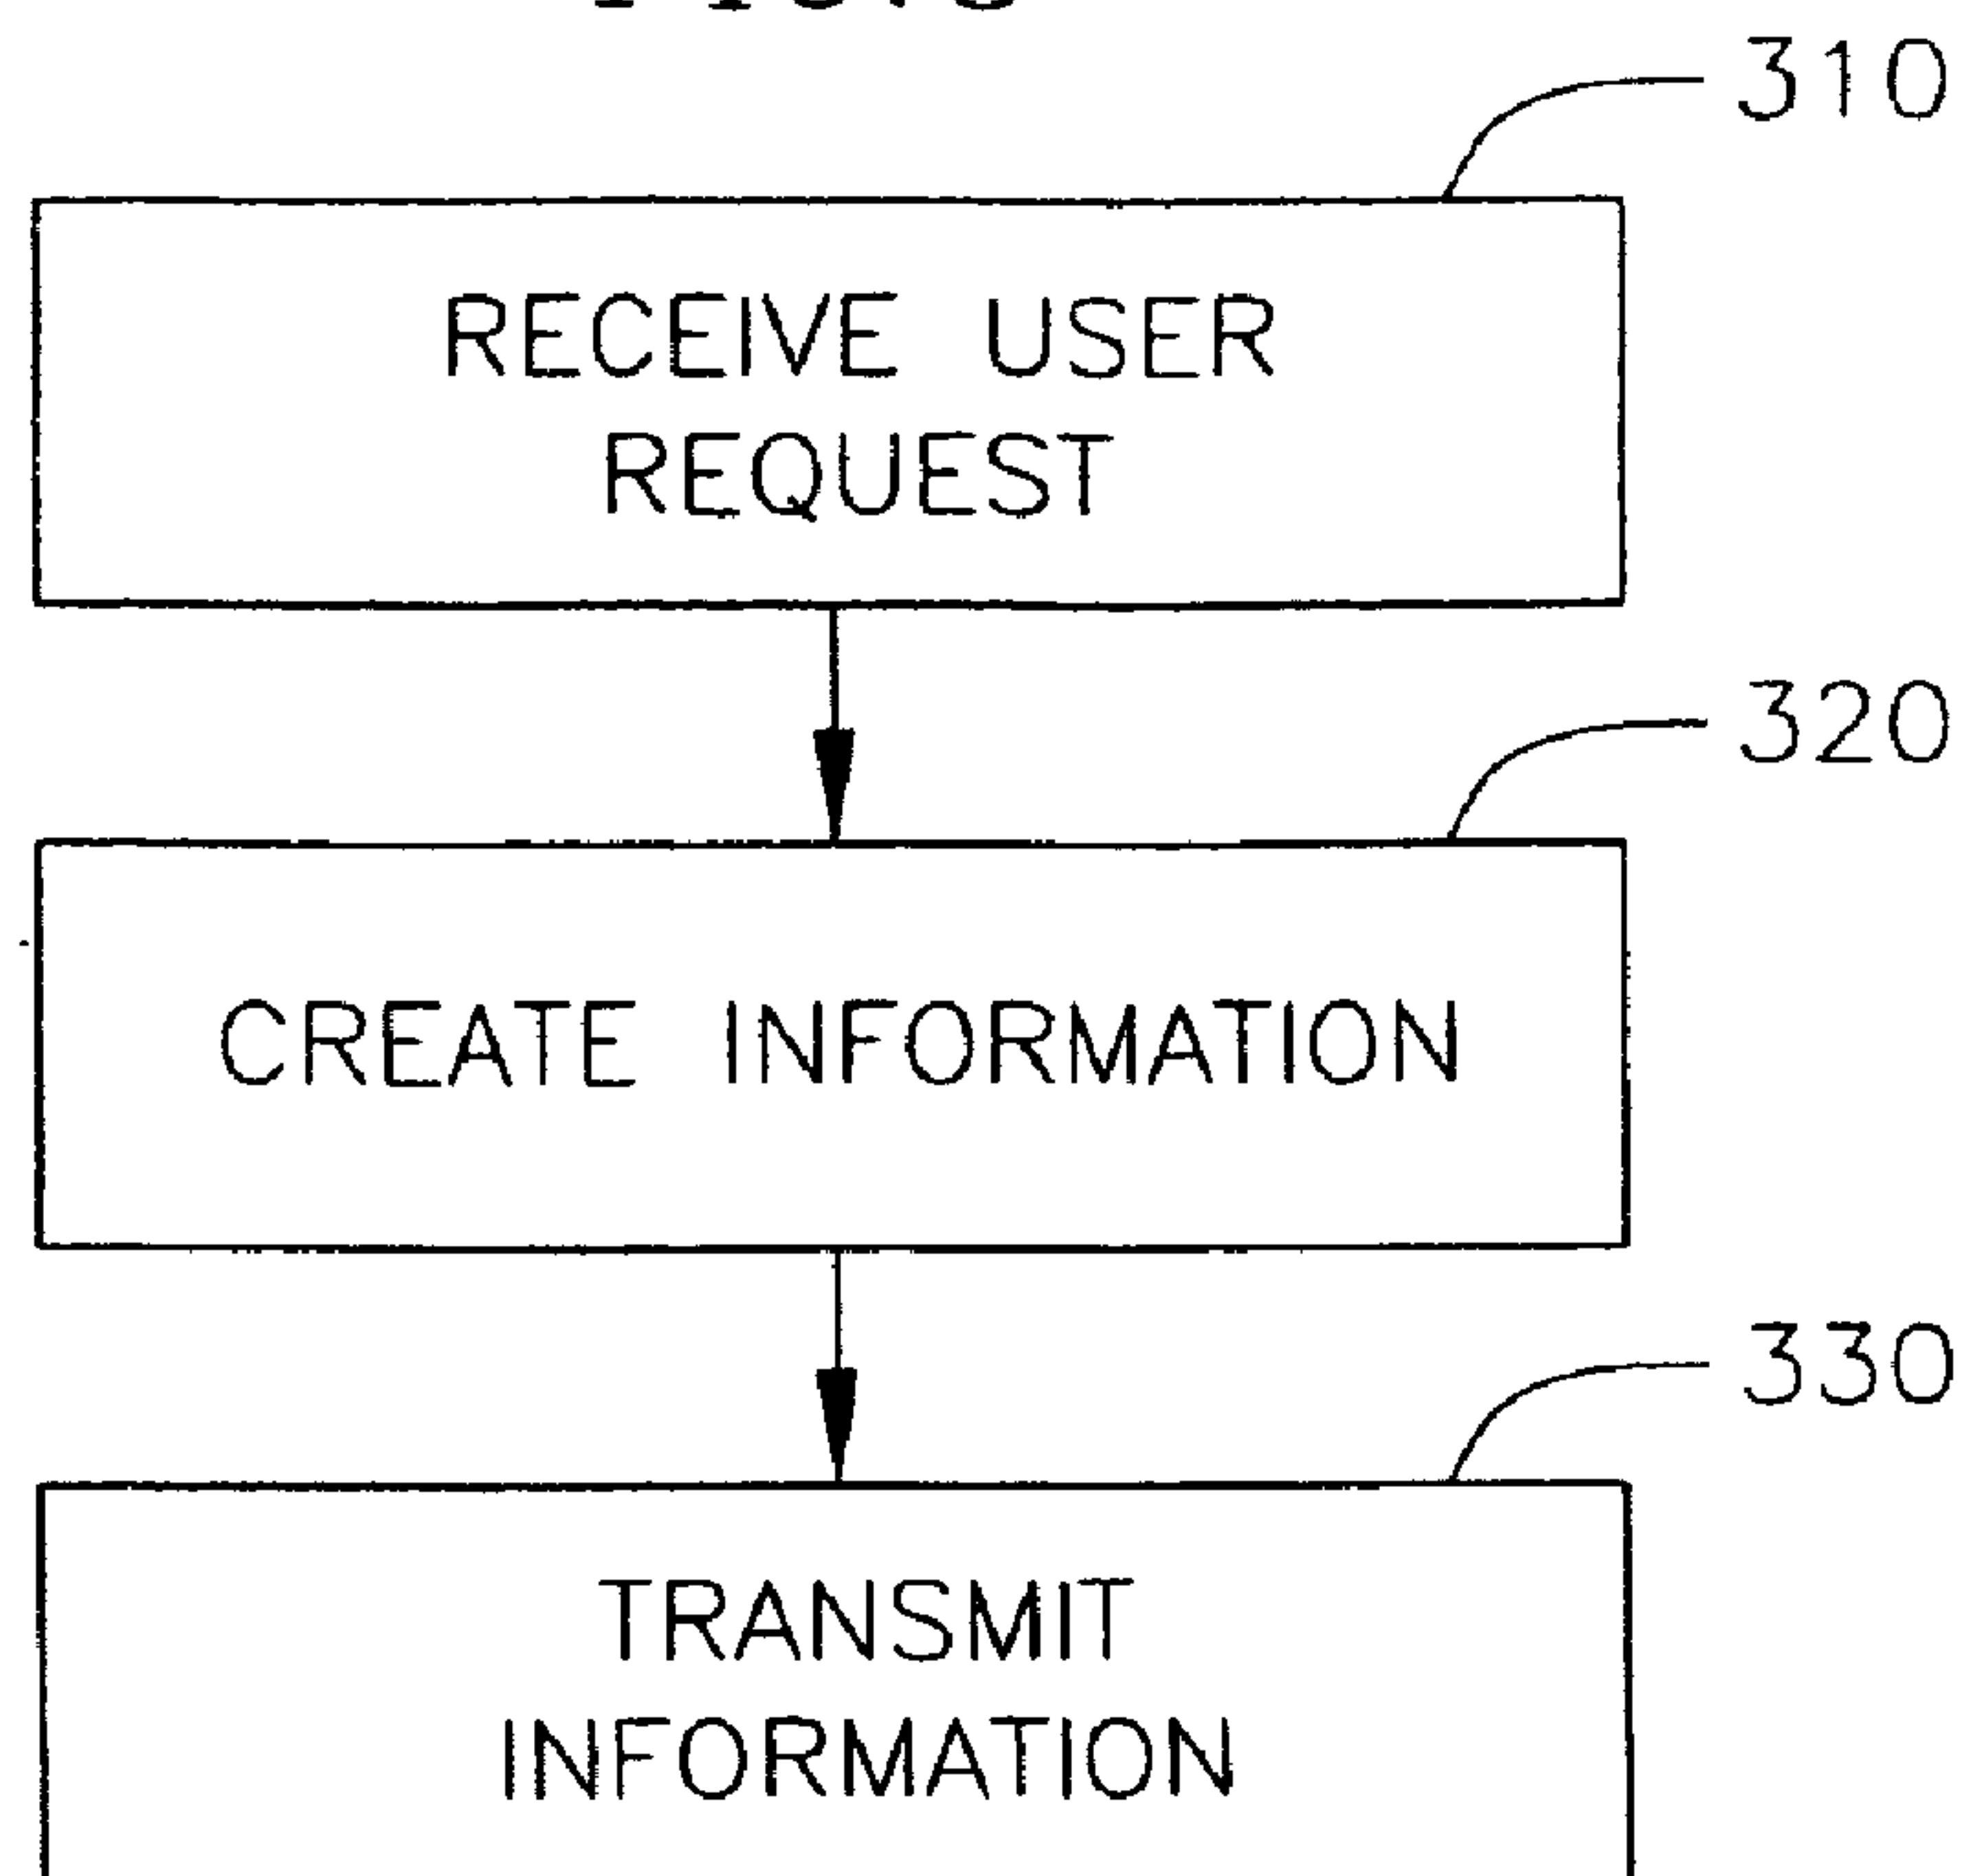 310
RECEIVE USER
REQUEST
320
CREATE INFORMATION
330
TRANSMIT
INFORMATION